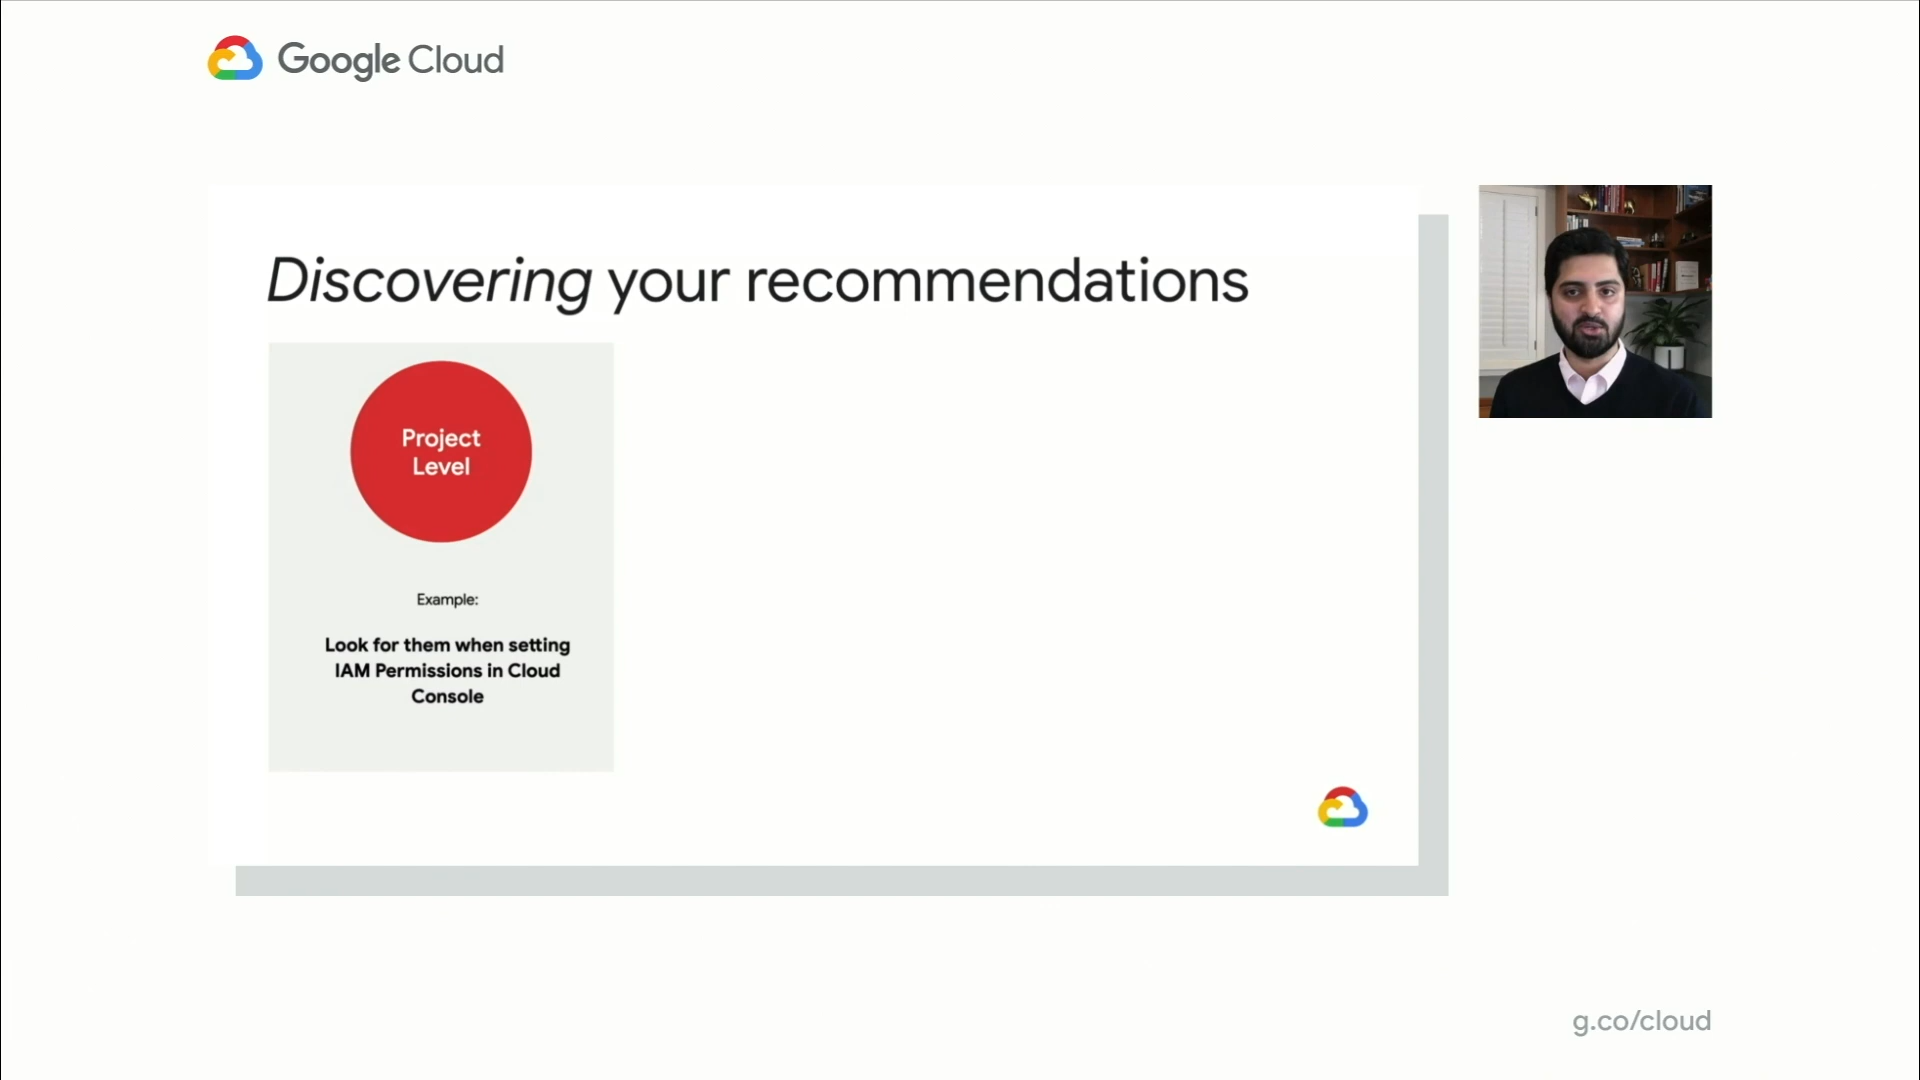 Google Cloud
Discovering your recommendations
Project
Level
Example:
Look for them when setting
IAM Permissions in Cloud
Console
g.co/cloud